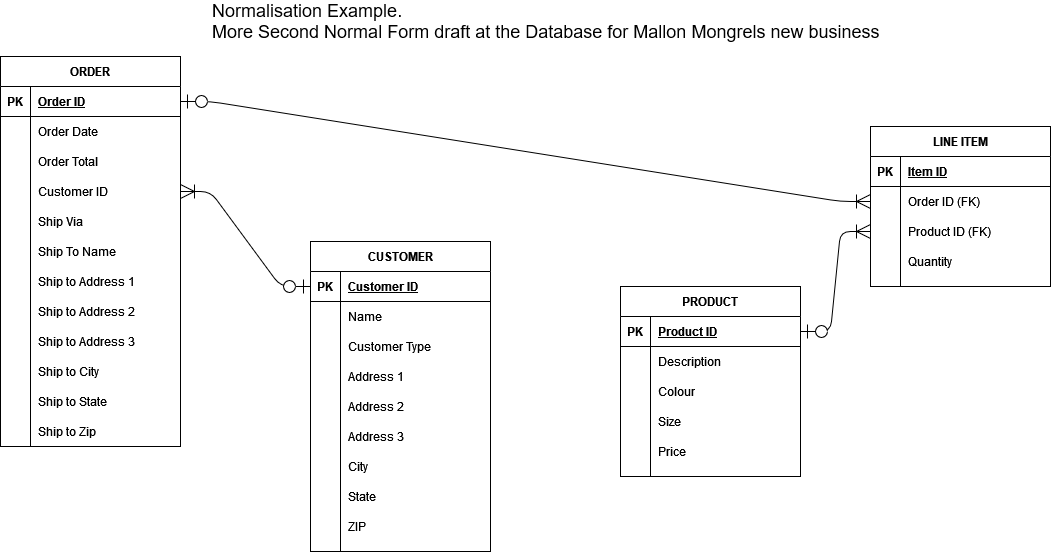 Normalisation Example.
More Second Normal Form draft at the Database for Mallon Mongrels new business
ORDER
PK Order ID
Order Date
Order Total
Customer ID
Ship Via
Ship To Name
Ship to Address 1
Ship to Address 2
Ship to Address 3
Ship to City
Ship to State
Ship to Zip
CUSTOMER
PK Customer ID
Name
Customer Type
Address 1
Address 2
Address 3
City
State
ZIP
PRODUCT
PK Product ID
Description
Colour
Size
Price
LINE ITEM
PK Item ID
Order ID (FK)
Product ID (FK)
Quantity